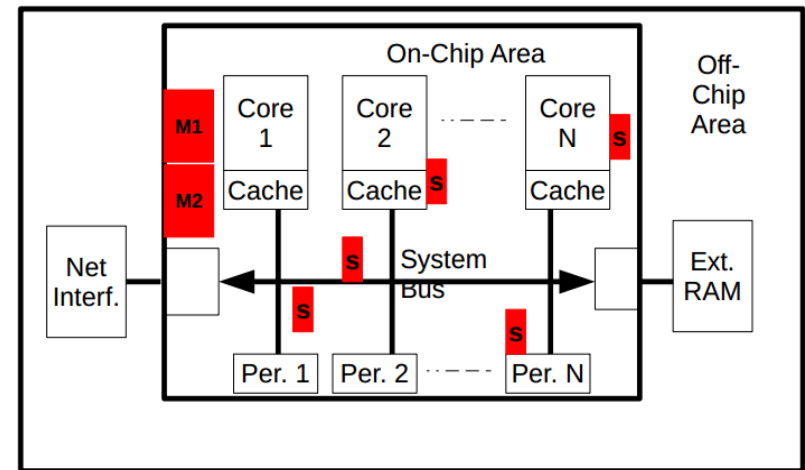 On-Chip Area
Off-
Chip
Area
M1
M2
Core
1
Cache
Core
2
Cache
Core
N
Cache
S
S
S
S
S
System
Bus
Net
Interf.
Ext.
RAM
Per. 1
Per. 2
Per. N